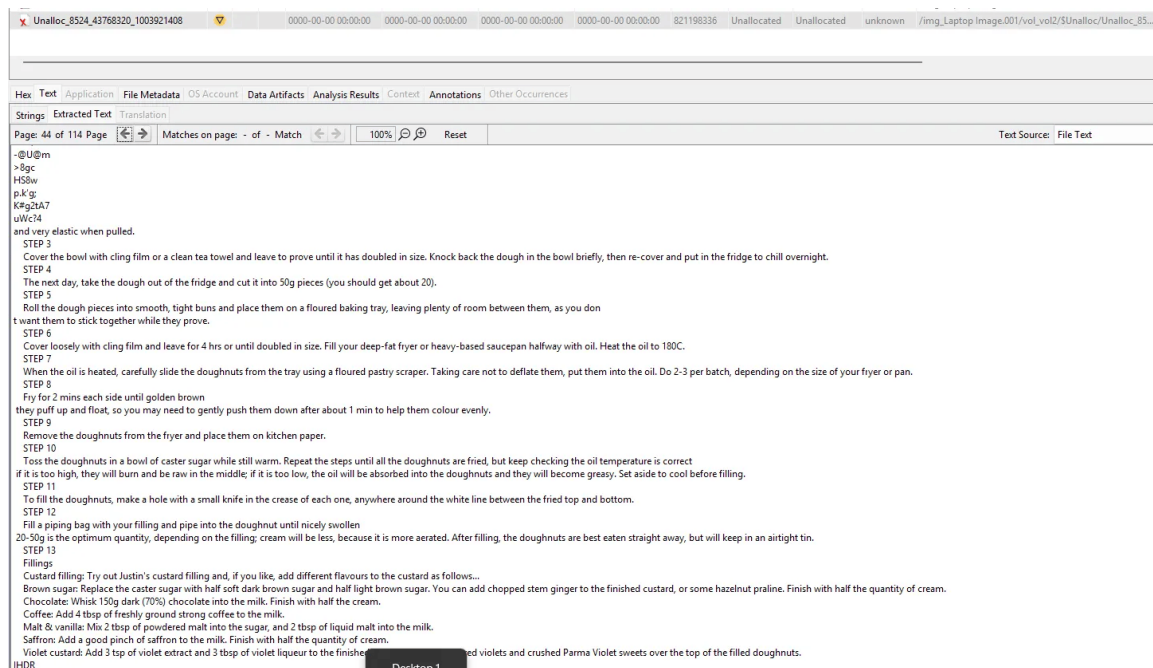 Unalloc_8524_43768320_1003921408 0000-00-00 00:00:00 0000-00-00 00:00:00 0000-00-00 00:00:00 0000-00-00 00:00:00 821198336 Unallocated Unallocated unknown /img_Laptop Image.001/vol_vol2/$Unalloc/Unalloc_85...
Hex Text Application File Metadata OS Account Data Artifacts Analysis Results Context Annotations Other Occurrences
Strings Extracted Text Translation
Page: 44 of 114 Page Matches on page: - of - Match 100% Reset Text Source: File Text
-@U@m
>8gc
HS8w
p.k'g;
K#g2tA7
uWc?4
and very elastic when pulled.
STEP 3
Cover the bowl with cling film or a clean tea towel and leave to prove until it has doubled in size. Knock back the dough in the bowl briefly, then re-cover and put in the fridge to chill overnight.
STEP 4
The next day, take the dough out of the fridge and cut it into 50g pieces (you should get about 20).
STEP 5
Roll the dough pieces into smooth, tight buns and place them on a floured baking tray, leaving plenty of room between them, as you don
t want them to stick together while they prove.
STEP 6
Cover loosely with cling film and leave for 4 hrs or until doubled in size. Fill your deep-fat fryer or heavy-based saucepan halfway with oil. Heat the oil to 180C.
STEP 7
When the oil is heated, carefully slide the doughnuts from the tray using a floured pastry scraper. Taking care not to deflate them, put them into the oil. Do 2-3 per batch, depending on the size of your fryer or pan.
STEP 8
Fry for 2 mins each side until golden brown
they puff up and float, so you may need to gently push them down after about 1 min to help them colour evenly.
STEP 9
Remove the doughnuts from the fryer and place them on kitchen paper.
STEP 10
Toss the doughnuts in a bowl of caster sugar while still warm. Repeat the steps until all the doughnuts are fried, but keep checking the oil temperature is correct
if it is too high, they will burn and be raw in the middle; if it is too low, the oil will be absorbed into the doughnuts and they will become greasy. Set aside to cool before filling.
STEP 11
To fill the doughnuts, make a hole with a small knife in the crease of each one, anywhere around the white line between the fried top and bottom.
STEP 12
Fill a piping bag with your filling and pipe into the doughnut until nicely swollen
20-50g is the optimum quantity, depending on the filling; cream will be less, because it is more aerated. After filling, the doughnuts are best eaten straight away, but will keep in an airtight tin.
STEP 13
Fillings
Custard filling: Try out Justin's custard filling and, if you like, add different flavours to the custard as follows...
Brown sugar: Replace the caster sugar with half soft dark brown sugar and half light brown sugar. You can add chopped stem ginger to the finished custard, or some hazelnut praline. Finish with half the quantity of cream.
Chocolate: Whisk 150g dark (70%) chocolate into the milk. Finish with half the cream.
Coffee: Add 4 tbsp of freshly ground strong coffee to the milk.
Malt & vanilla: Mix 2 tbsp of powdered malt into the sugar, and 2 tbsp of liquid malt into the milk.
Saffron: Add a good pinch of saffron to the milk. Finish with half the quantity of cream.
Violet custard: Add 3 tsp of violet extract and 3 tbsp of violet liqueur to the finishe ed violets and crushed Parma Violet sweets over the top of the filled doughnuts.
IHDR
Desktop 1